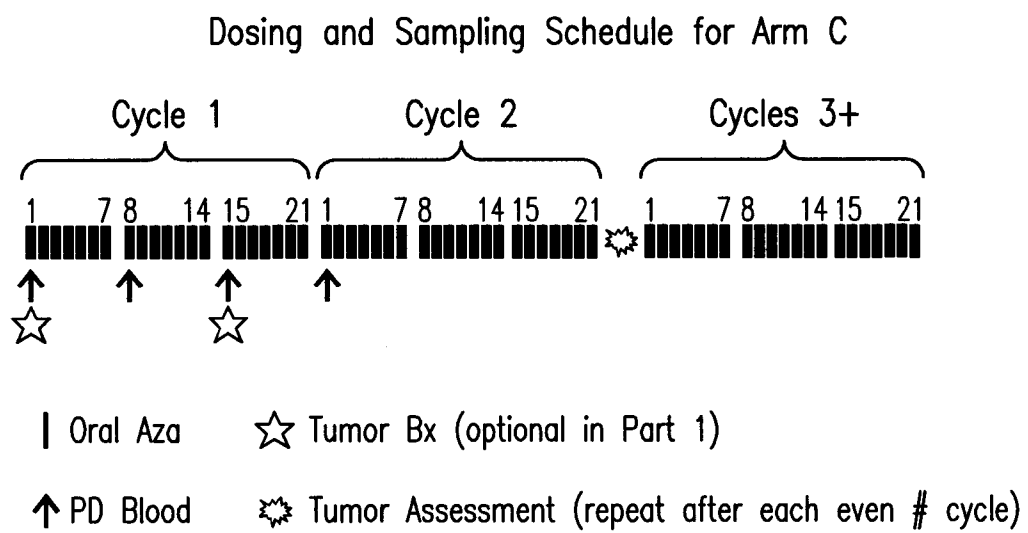 Dosing and Sampling Schedule for Arm C
Cycle 1 Cycle 2 Cycles 3+
1 7 8 14 15 21 1 7 8 14 15 21 1 7 8 14 15 21
Oral Aza Tumor Bx (optional in Part 1)
PD Blood Tumor Assessment (repeat after each even # cycle)